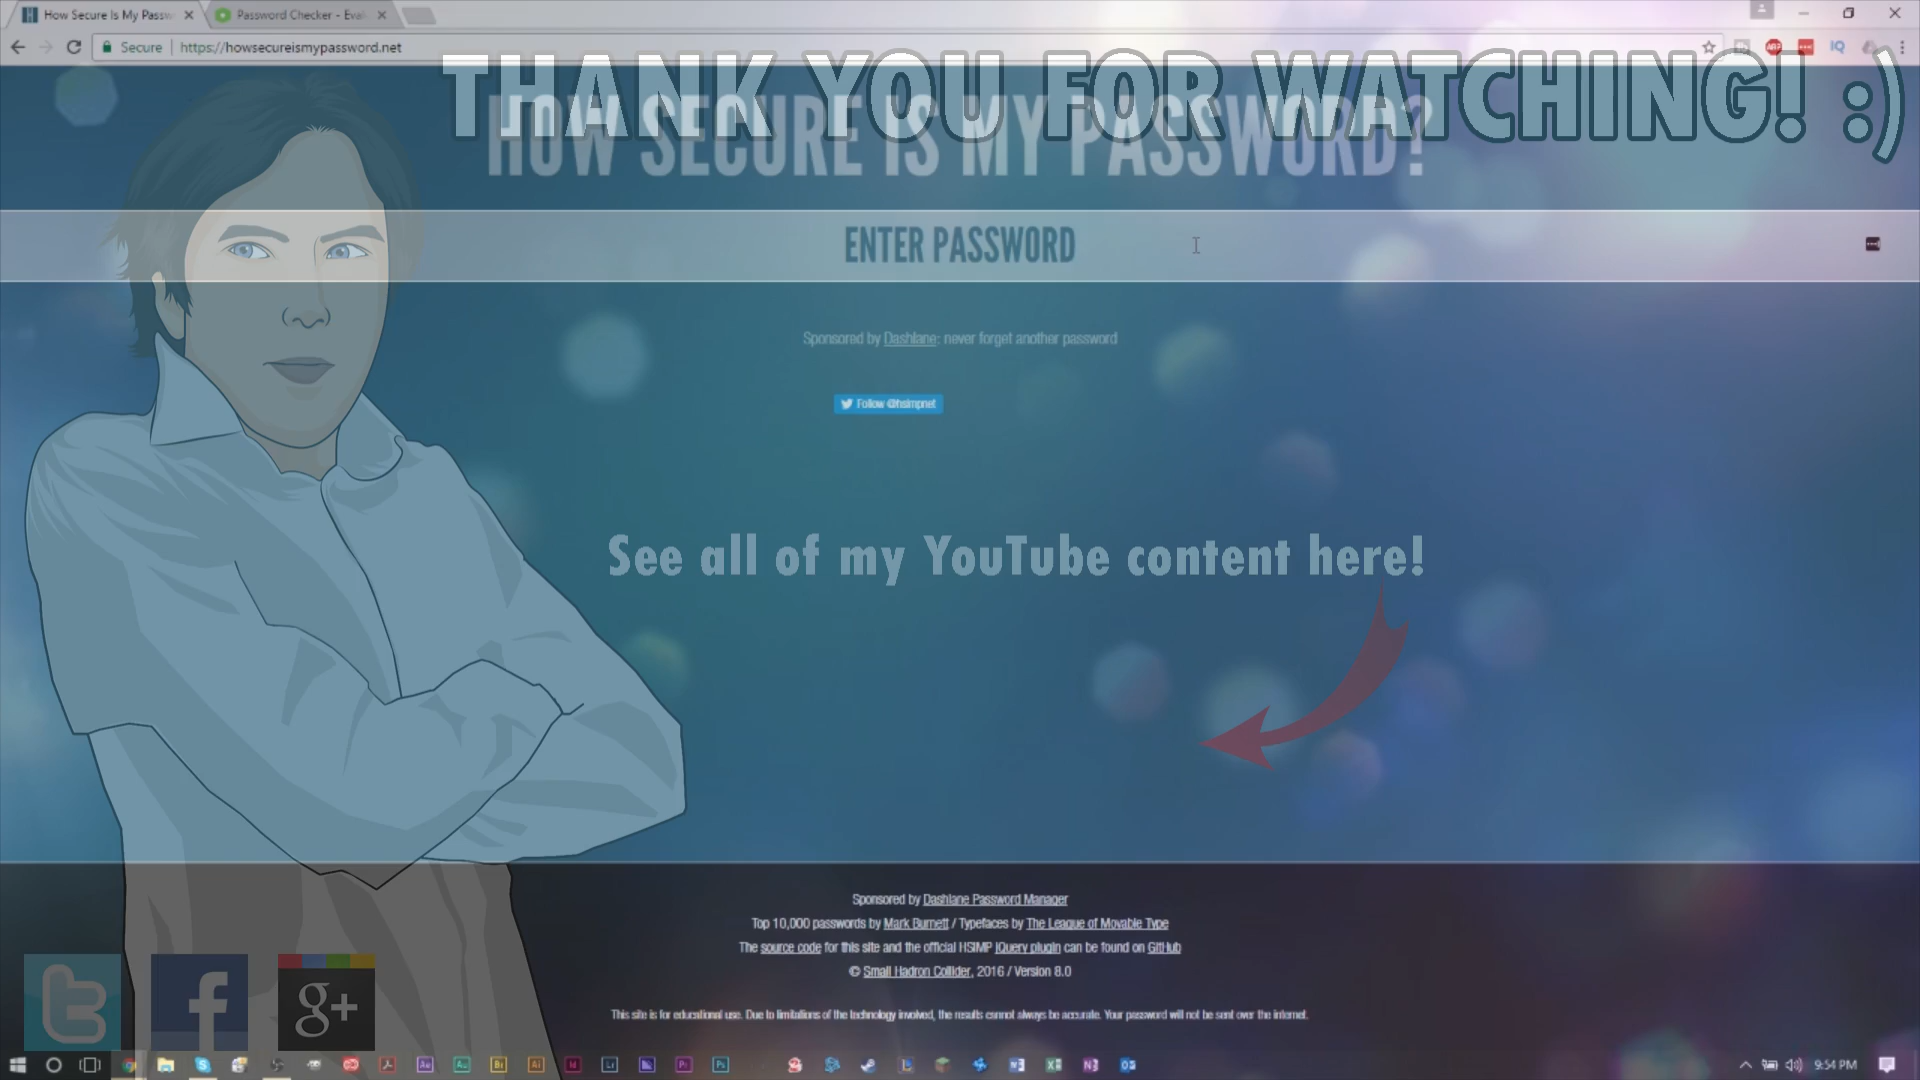 How Secure Is My Passw
Password Checker - Eval
Secure
https://howsecureismypassword.net
THANK YOU FOR WATCHING! :)
HOW SECURE IS MY PASSWORD?
ENTER PASSWORD
Sponsored by Dashlane: never forget another password
Follow @hsimpnet
See all of my YouTube content here!
Sponsored by Dashlane Password Manager
Top 10,000 passwords by Mark Burnett / Typefaces by The League of Movable Type
The source code for this site and the official HSIMP jQuery plugin can be found on GitHub
© Small Hadron Collider, 2016 / Version 8.0
This site is for educational use. Due to limitations of the technology involved, the results cannot always be accurate. Your password will not be sent over the internet.
9:54 PM